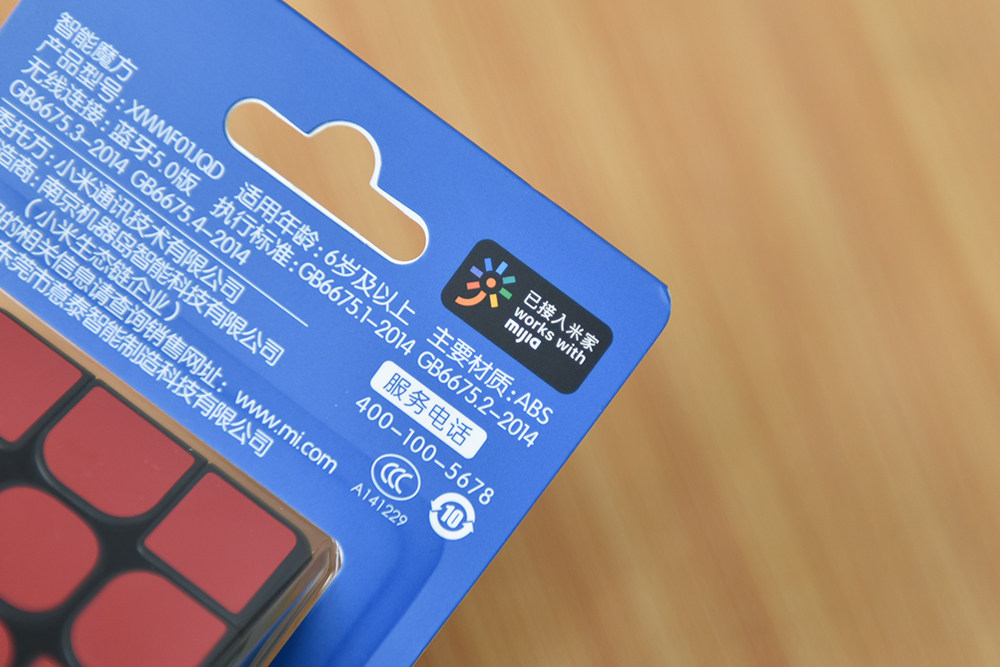 智能魔方
产品型号：XMMF01JQD 适用年龄：6岁及以上 主要材质：ABS
无线连接：蓝牙5.0版 执行标准：GB6675.1-2014 GB6675.2-2014
GB6675.3-2014 GB6675.4-2014
委托方：小米通讯技术有限公司
造商：南京机器岛智能科技有限公司
（小米生态链企业）
的相关信息请查询销售网址：www.mi.com
东莞市意泰智能制造科技有限公司
已接入米家
works with
mijia
服务电话
400-100-5678
CCC
A141229
10